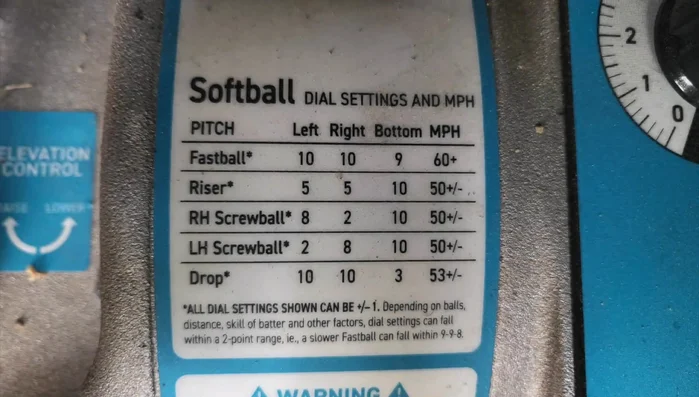 Softball DIAL SETTINGS AND MPH
PITCH Left Right Bottom MPH
Fastball* 10 10 9 60+
Riser* 5 5 10 50+/-
RH Screwball* 8 2 10 50+/-
LH Screwball* 2 8 10 50+/-
Drop* 10 10 3 53+/-
*ALL DIAL SETTINGS SHOWN CAN BE +/- 1. Depending on balls,
distance, skill of batter and other factors, dial settings can fall
within a 2-point range, ie., a slower Fastball can fall within 9-9-8.
WARNING
ELEVATION
CONTROL
RAISE LOWER
2
1
0